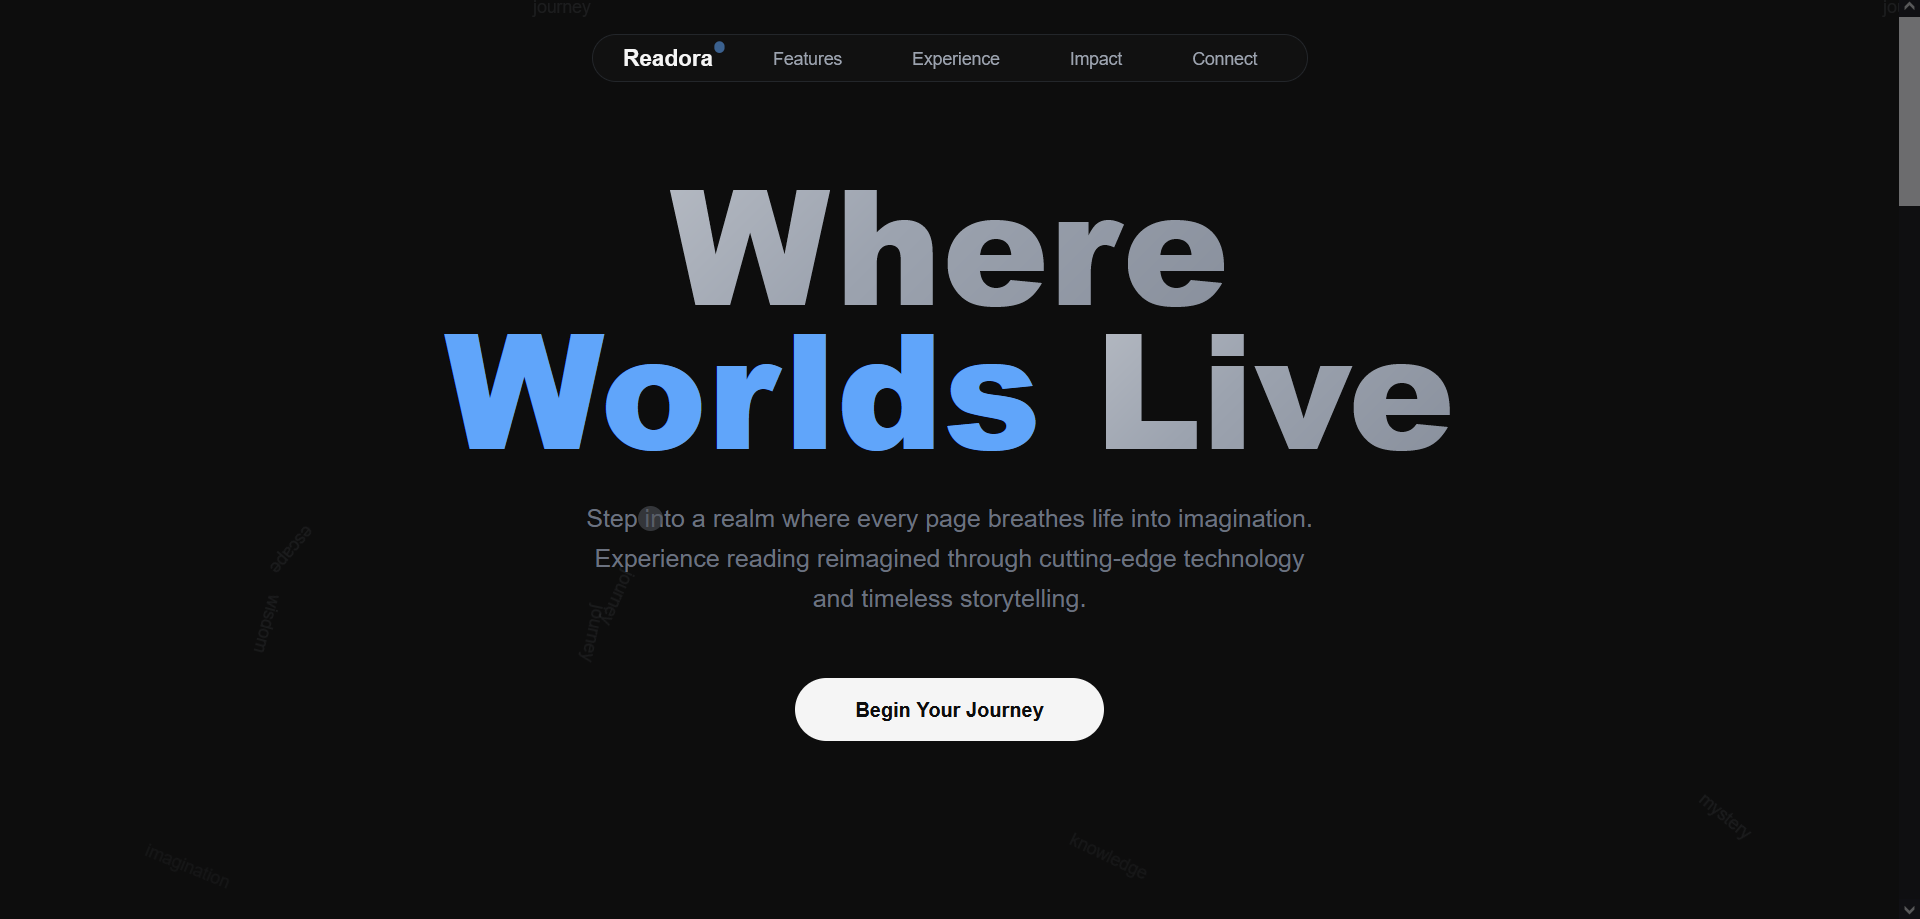 journey
Readora
Features
Experience
Impact
Connect
Where
Worlds Live
Step into a realm where every page breathes life into imagination.
Experience reading reimagined through cutting-edge technology
and timeless storytelling.
escape
wisdom
journey
journey
Begin Your Journey
mystery
imagination
knowledge